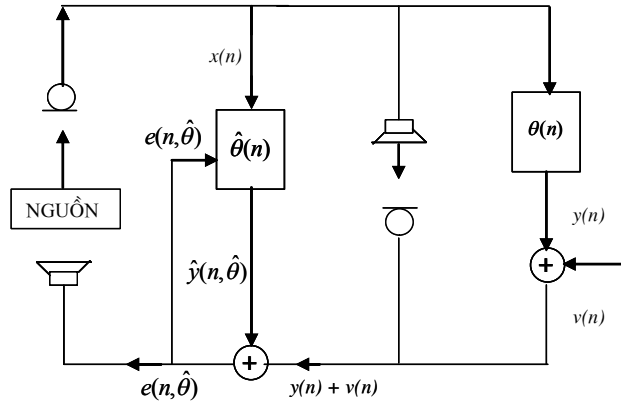 x(n)
e(n,θ̂)
θ̂(n)
θ(n)
NGUỒN
y(n)
ŷ(n,θ̂)
+
+
v(n)
e(n,θ̂)
y(n) + v(n)